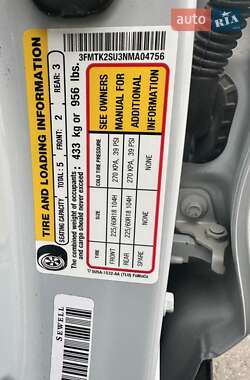 AUTO RIA
3FMTK2SU3NMA04756
TIRE AND LOADING INFORMATION
SEATING CAPACITY
TOTAL: 5
FRONT: 2
REAR: 3
The combined weight of occupants : 433 kg or 956 lbs.
and cargo should never exceed
TIRE
SIZE
COLD TIRE PRESSURE
SEE OWNERS
MANUAL FOR
ADDITIONAL
INFORMATION
FRONT
225/60R18 104H
270 KPA, 39 PSI
REAR
225/60R18 104H
270 KPA, 39 PSI
SPARE
NONE
NONE
SEWELL